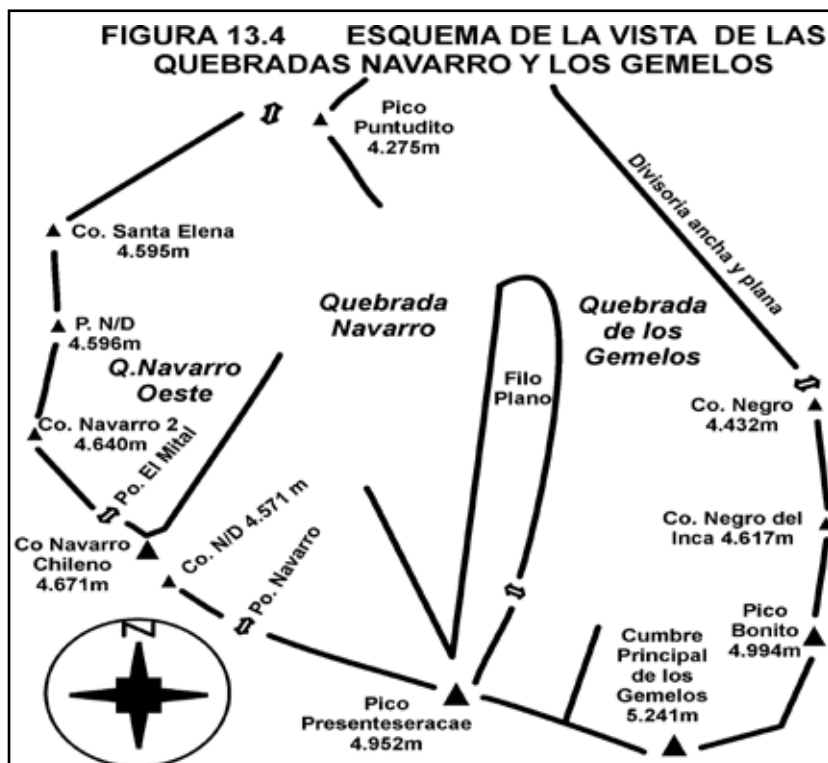 FIGURA 13.4 ESQUEMA DE LA VISTA DE LAS
QUEBRADAS NAVARRO Y LOS GEMELOS
Pico
Puntudito
4.275m
Divisoria ancha y plana
Co. Santa Elena
4.595m
Quebrada
Navarro
Quebrada
de los
Gemelos
P. N/D
4.596m
Q.Navarro
Oeste
Filo
Plano
Co. Negro
4.432m
Co. Navarro 2
4.640m
Po. El Mital
Co. N/D 4.571 m
Co. Negro del
Inca 4.617m
Co Navarro
Chileno
4.671m
Po. Navarro
Pico
Bonito
4.994m
Cumbre
Principal
de los
Gemelos
5.241m
N
Pico
Presenteseracae
4.952m